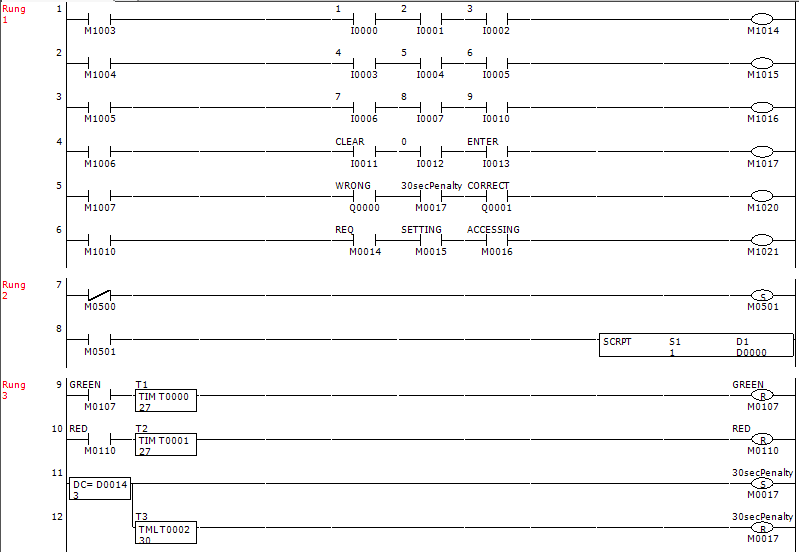 Rung 1 1 1 2 3
M1003 I0000 I0001 I0002 M1014
2 4 5 6
M1004 I0003 I0004 I0005 M1015
3 7 8 9
M1005 I0006 I0007 I0010 M1016
4 CLEAR 0 ENTER
M1006 I0011 I0012 I0013 M1017
5 WRONG 30secPenalty CORRECT
M1007 Q0000 M0017 Q0001 M1020
6 REQ SETTING ACCESSING
M1010 M0014 M0015 M0016 M1021
Rung 2 7
S
M0500 M0501
8
SCRPT S1 D1
M0501 1 D0000
Rung 3 9 GREEN T1 GREEN
TIM T0000 R
M0107 27 M0107
10 RED T2 RED
TIM T0001 R
M0110 27 M0110
11 30secPenalty
DC= D0014 S
3 M0017
12 T3 30secPenalty
TML T0002 R
30 M0017